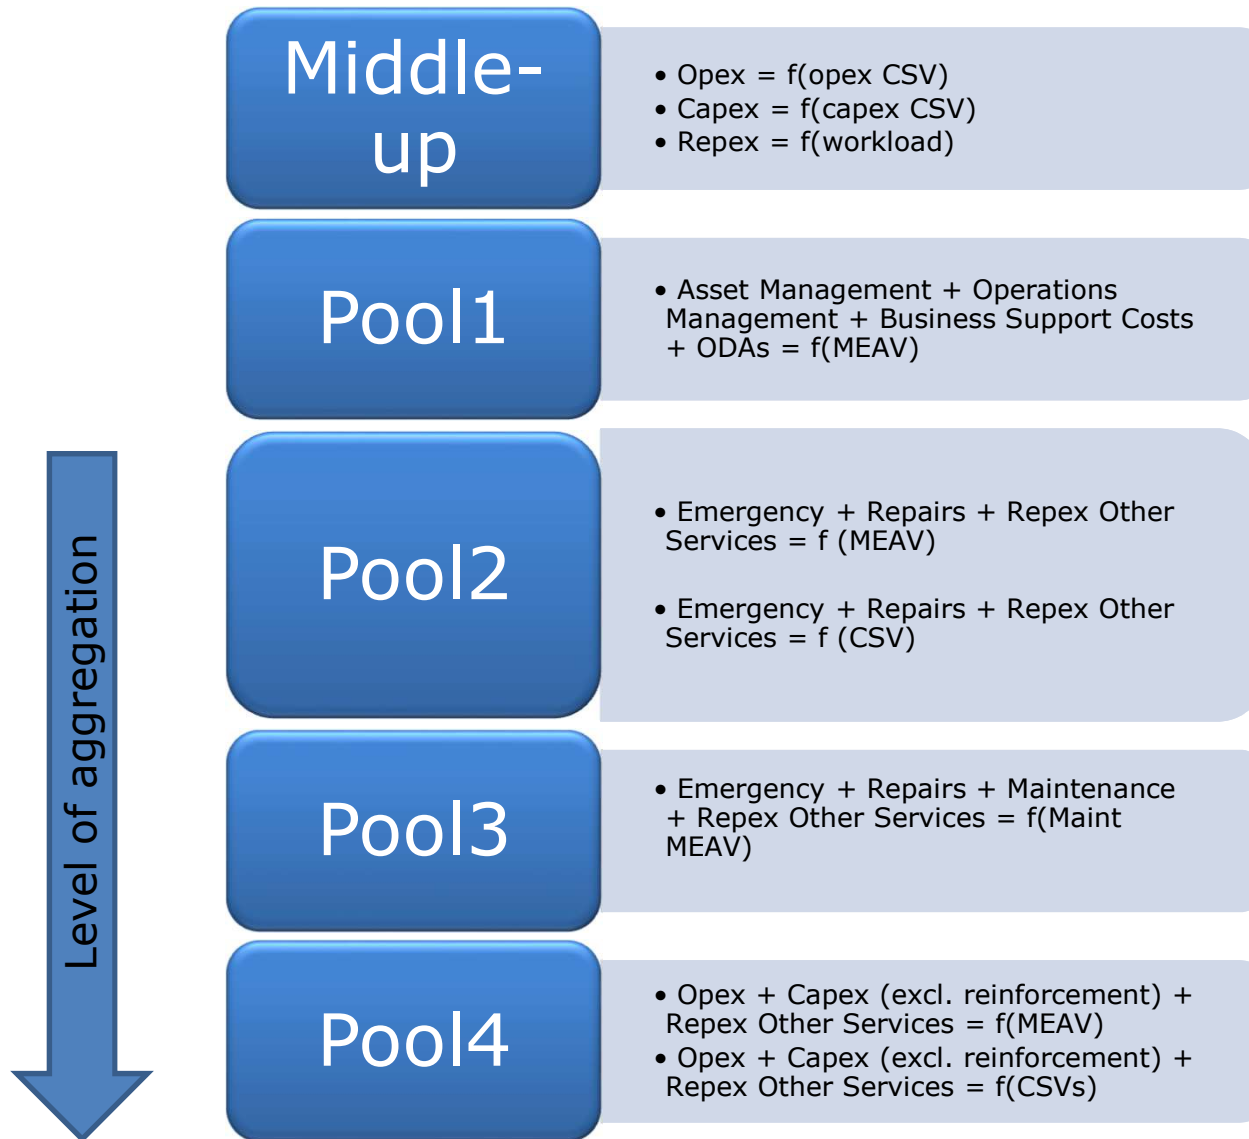 Middle-
up
• Opex = f(opex CSV)
• Capex = f(capex CSV)
• Repex = f(workload)
Pool1
• Asset Management + Operations
Management + Business Support Costs
+ ODAs = f(MEAV)
Level of aggregation
Pool2
• Emergency + Repairs + Repex Other
Services = f (MEAV)
• Emergency + Repairs + Repex Other
Services = f (CSV)
Pool3
• Emergency + Repairs + Maintenance
+ Repex Other Services = f(Maint
MEAV)
Pool4
• Opex + Capex (excl. reinforcement) +
Repex Other Services = f(MEAV)
• Opex + Capex (excl. reinforcement) +
Repex Other Services = f(CSVs)